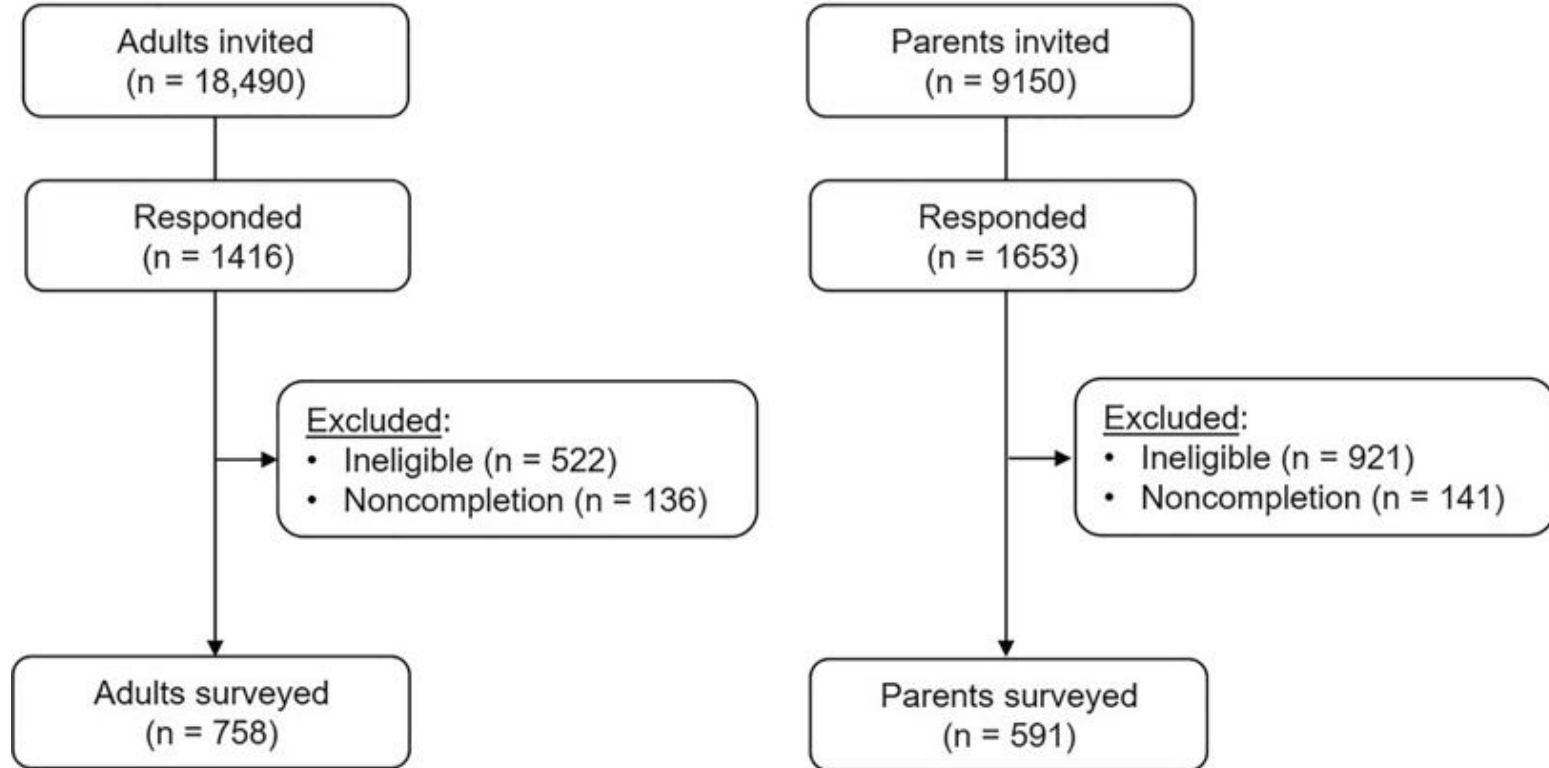 Adults invited
(n = 18,490)
Responded
(n = 1416)
Excluded:
• Ineligible (n = 522)
• Noncompletion (n = 136)
Adults surveyed
(n = 758)
Parents invited
(n = 9150)
Responded
(n = 1653)
Excluded:
• Ineligible (n = 921)
• Noncompletion (n = 141)
Parents surveyed
(n = 591)